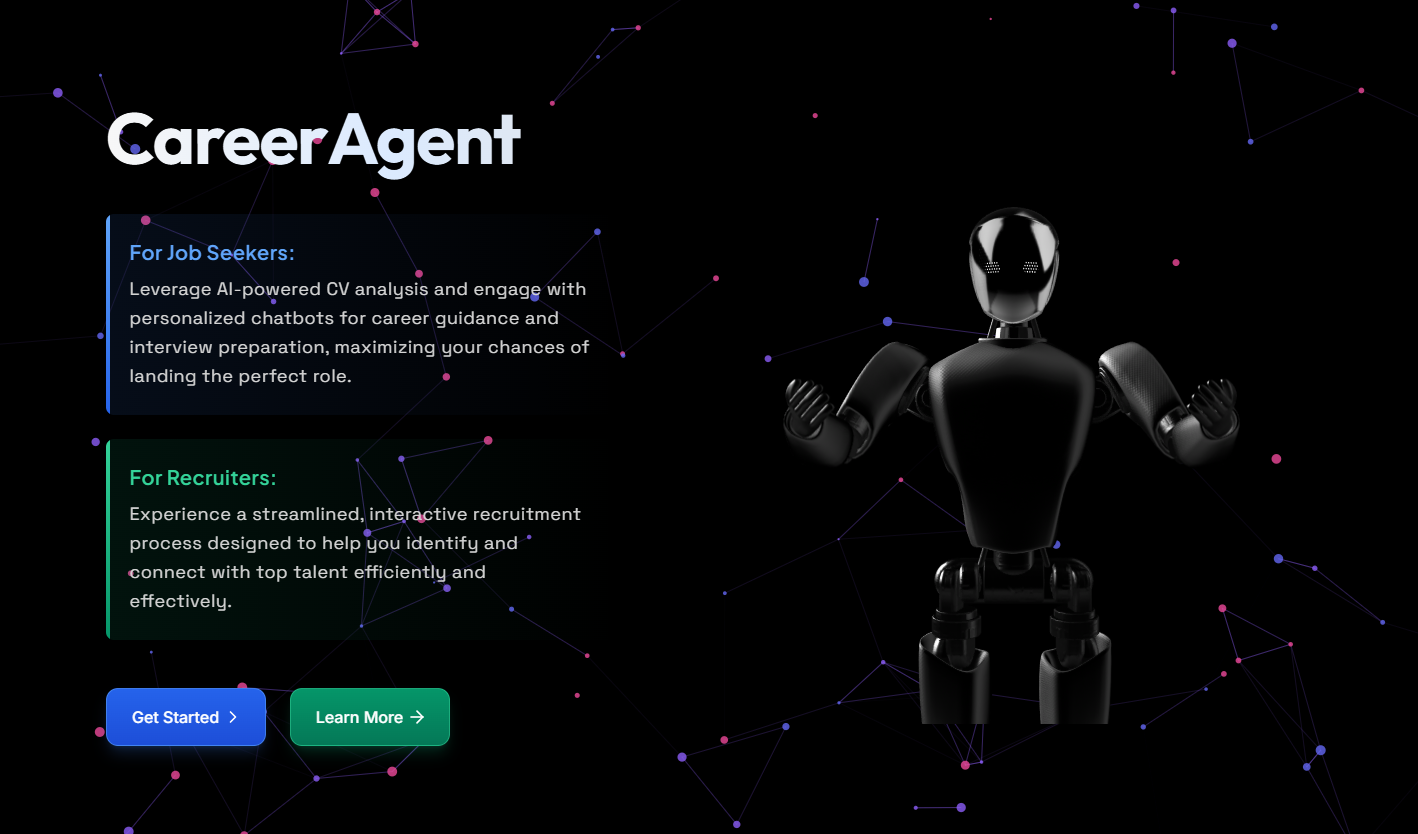 CareerAgent
For Job Seekers:
Leverage AI-powered CV analysis and engage with
personalized chatbots for career guidance and
interview preparation, maximizing your chances of
landing the perfect role.
For Recruiters:
Experience a streamlined, interactive recruitment
process designed to help you identify and
connect with top talent efficiently and
effectively.
Get Started
Learn More